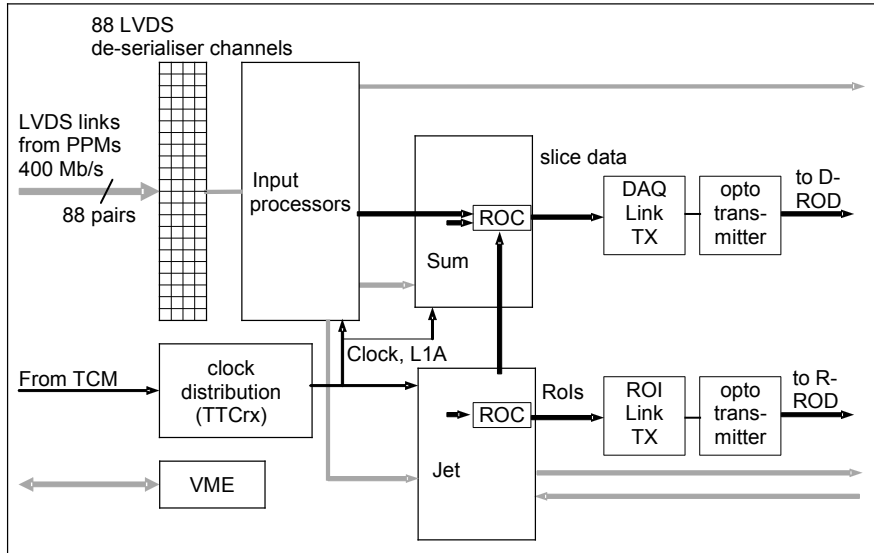 88 LVDS
de-serialiser channels
LVDS links
from PPMs
400 Mb/s
88 pairs
Input
processors
slice data
ROC
Sum
DAQ
Link
TX
opto
trans-
mitter
to D-
ROD
Clock, L1A
From TCM
clock
distribution
(TTCrx)
RoIs
ROC
Jet
ROI
Link
TX
opto
trans-
mitter
to R-
ROD
VME